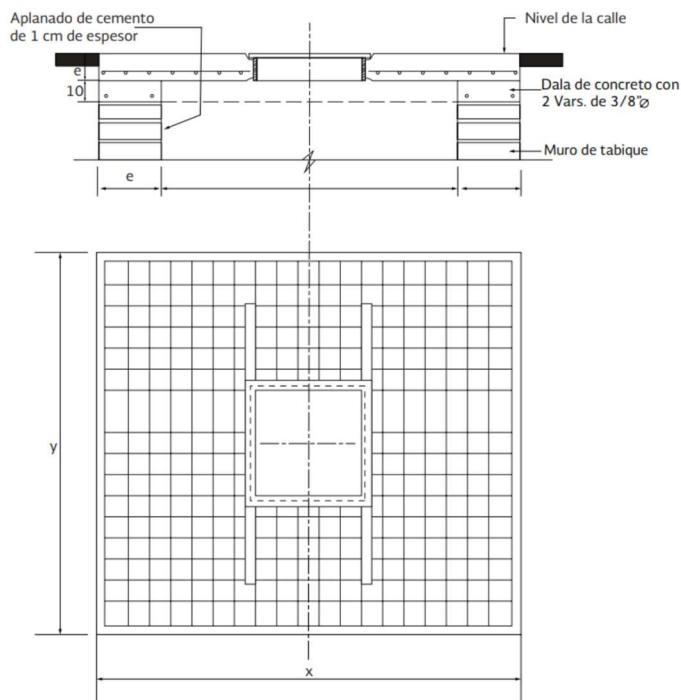 Aplanado de cemento
de 1 cm de espesor
Nivel de la calle
e
10
Dala de concreto con
2 Vars. de 3/8"⌀
Muro de tabique
e
y
x